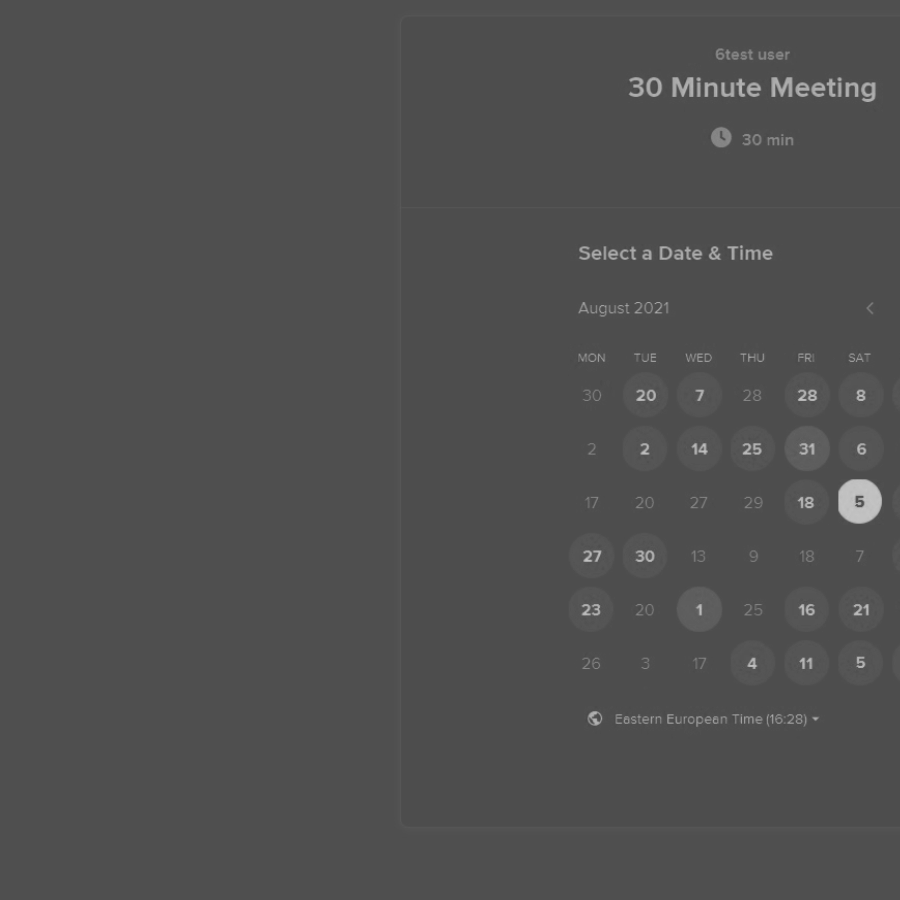 6test user
30 Minute Meeting
30 min
Select a Date & Time
August 2021
MON TUE WED THU FRI SAT
30 20 7 28 28 8
2 2 14 25 31 6
17 20 27 29 18 5
27 30 13 9 18 7
23 20 1 25 16 21
26 3 17 4 11 5
Eastern European Time (16:28)